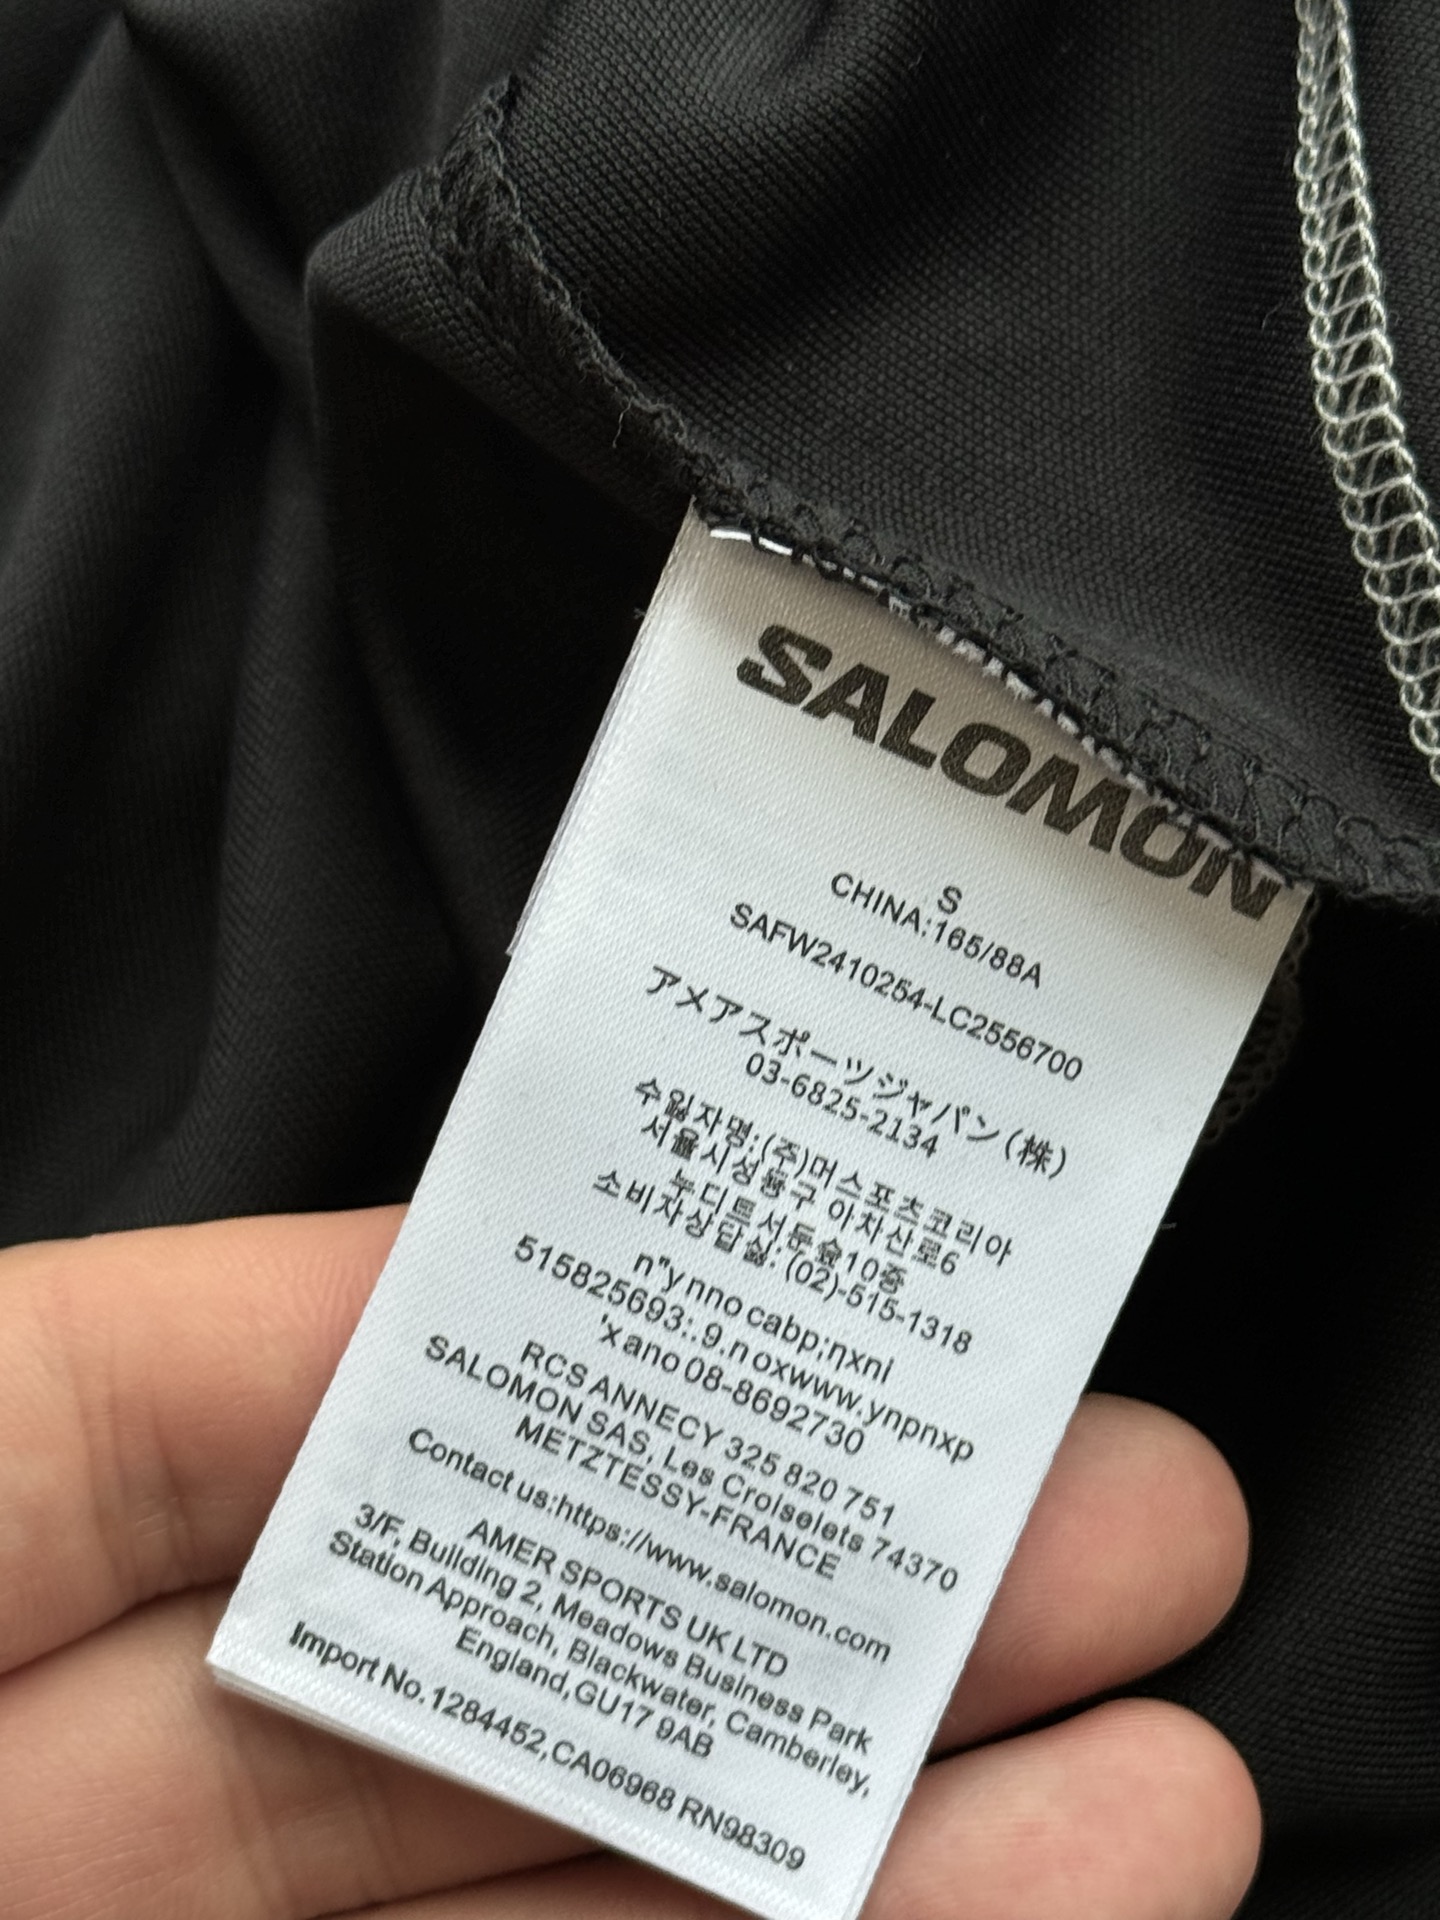 SALOMON
S
CHINA:165/88A
SAFW2410254-LC2556700
アメアスポーツジャパン(株)
03-6825-2134
수입자명:(주)머스포츠코리아
서울시성동구 아차산로6
누디트서울숲10층
소비자상담실:(02)-515-1318
n"ynno cabp;nxni
515825693:.9.n oxwww.ynpnxp
'xano 08-8692730
RCS ANNECY 325 820 751
SALOMON SAS, Les Croiselets 74370
METZTESSY-FRANCE
Contact us:https://www.salomon.com
AMER SPORTS UK LTD
3/F, Building 2, Meadows Business Park
Station Approach, Blackwater, Camberley,
England,GU17 9AB
Import No.1284452,CA06968 RN98309